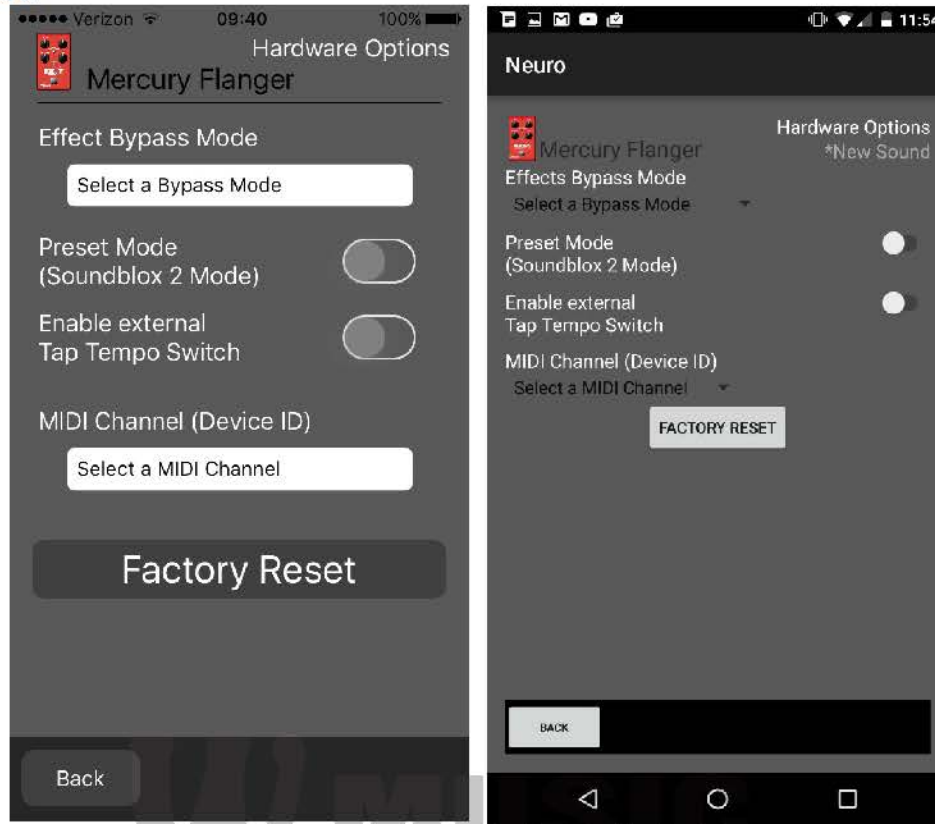 Verizon 09:40 100%
Hardware Options
Mercury Flanger
Effect Bypass Mode
Select a Bypass Mode
Preset Mode
(Soundblox 2 Mode)
Enable external
Tap Tempo Switch
MIDI Channel (Device ID)
Select a MIDI Channel
Factory Reset
Back
11:54
Neuro
Hardware Options
Mercury Flanger
*New Sound
Effects Bypass Mode
Select a Bypass Mode
Preset Mode
(Soundblox 2 Mode)
Enable external
Tap Tempo Switch
MIDI Channel (Device ID)
Select a MIDI Channel
FACTORY RESET
BACK